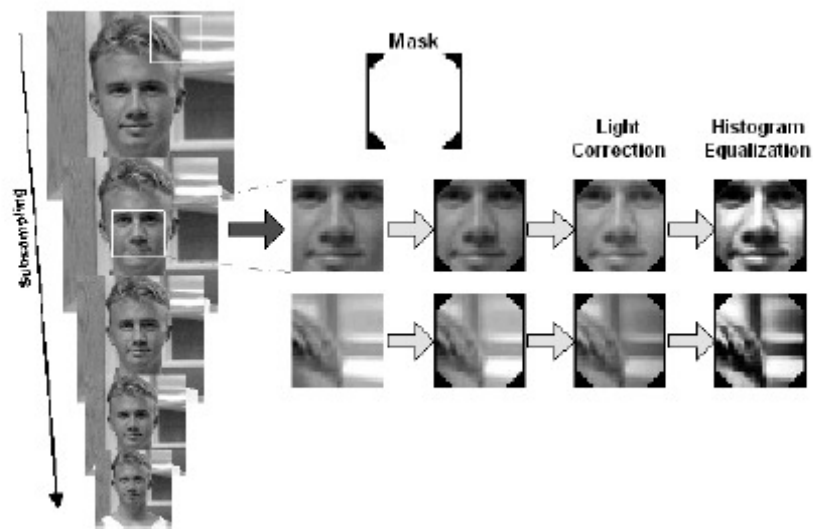 Mask
Light
Correction
Histogram
Equalization
Subsampling